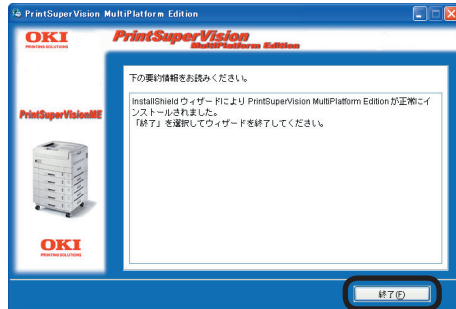 PrintSuperVision MultiPlatform Edition
OKI
PRINTING SOLUTIONS
PrintSuperVision
MultiPlatform Edition
下の要約情報をお読みください。
InstallShield ウィザードにより PrintSupervision MultiPlatform Edition が正常にイ
ンストールされました。
「終了」を選択してウィザードを終了してください。
PrintSuperVisionME
OKI
PRINTING SOLUTIONS
終了(F)